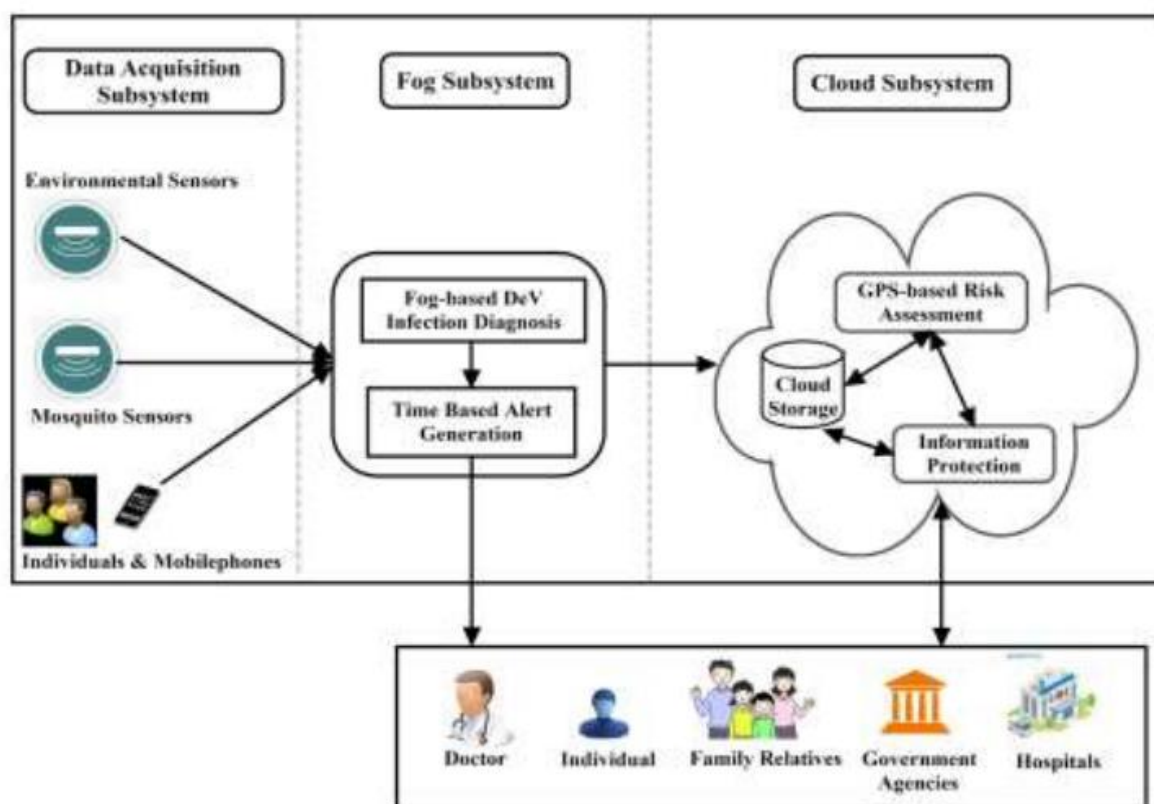 Data Acquisition
Subsystem
Fog Subsystem
Cloud Subsystem
Environmental Sensors
Mosquito Sensors
Individuals & Mobilephones
Fog-based DeV
Infection Diagnosis
Time Based Alert
Generation
GPS-based Risk
Assessment
Cloud
Storage
Information
Protection
Doctor
Individual
Family Relatives
Government
Agencies
Hospitals